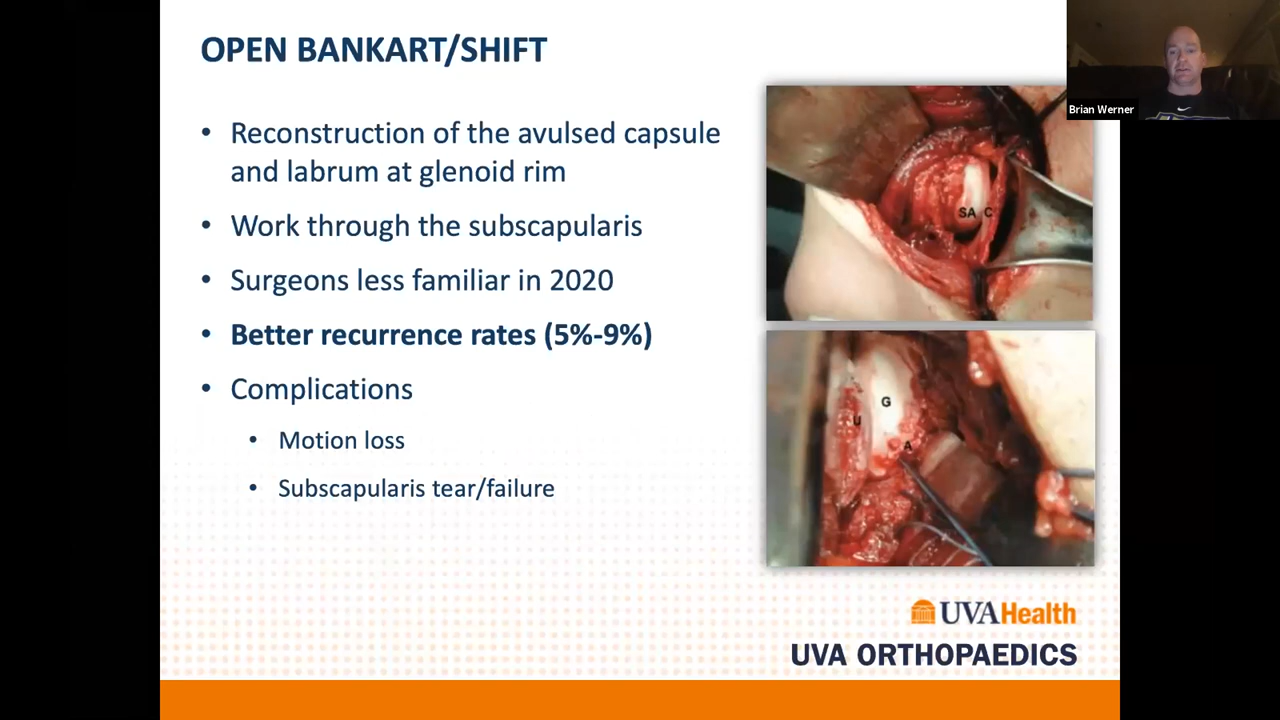 OPEN BANKART/SHIFT
Brian Werner
• Reconstruction of the avulsed capsule
and labrum at glenoid rim
• Work through the subscapularis
• Surgeons less familiar in 2020
• Better recurrence rates (5%-9%)
• Complications
• Motion loss
• Subscapularis tear/failure
SA C
G
U
A
UVAHealth
UVA ORTHOPAEDICS